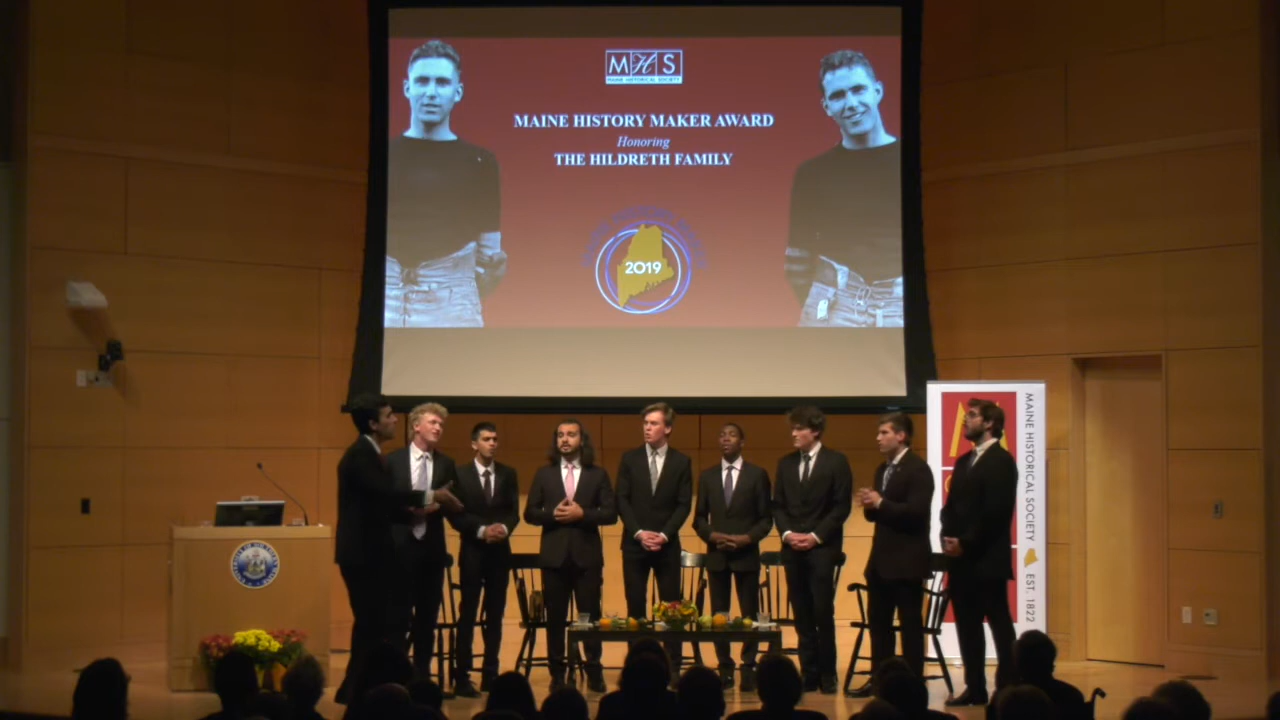 MHS
MAINE HISTORICAL SOCIETY
MAINE HISTORY MAKER AWARD
Honoring
THE HILDRETH FAMILY
2019
MAINE HISTORICAL SOCIETY EST. 1822